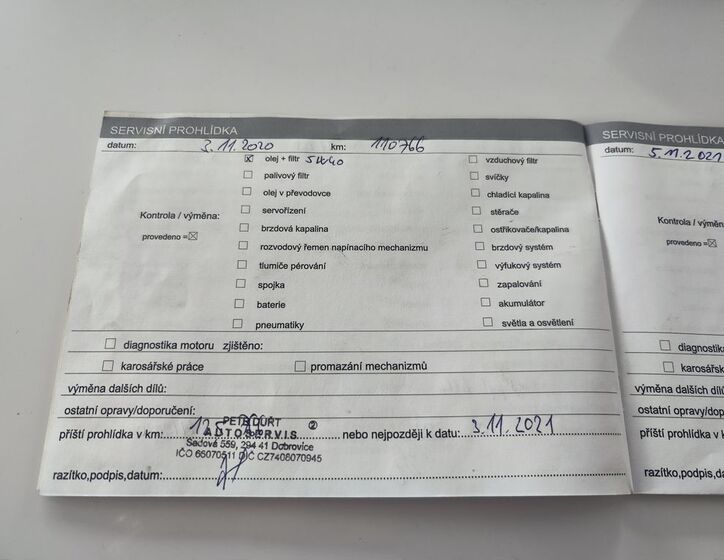 SERVISNÍ PROHLÍDKA
datum: 3.11.2020 km: 110766
☒ olej + filtr 5W40 ☐ vzduchový filtr
☐ palivový filtr ☐ svíčky
☐ olej v převodovce ☐ chladící kapalina
☐ servořízení ☐ stěrače
Kontrola / výměna:
☐ brzdová kapalina ☐ ostřikovače/kapalina
provedeno =☒
☐ rozvodový řemen napínacího mechanizmu ☐ brzdový systém
☐ tlumiče pérování ☐ výfukový systém
☐ spojka ☐ zapalování
☐ baterie ☐ akumulátor
☐ pneumatiky ☐ světla a osvětlení
☐ diagnostika motoru zjištěno:
☐ karosářské práce ☐ promazání mechanizmů
výměna dalších dílů:
ostatní opravy/doporučení:
PETR DURT ②
příští prohlídka v km: AUTOSERVIS nebo nejpozději k datu: 3.11.2021
Sadová 559, 294 41 Dobrovice
IČO 66070511 DIČ CZ7408070945
razítko,podpis,datum:
SERVISNÍ PROHLÍDKA
datum: 5.11.2021
Kontrola / výměna
provedeno =☒
☐ diagnostik
☐ karosářsk
výměna dalších dílů
ostatní opravy/dopo
příští prohlídka v k
razítko,podpis,datu